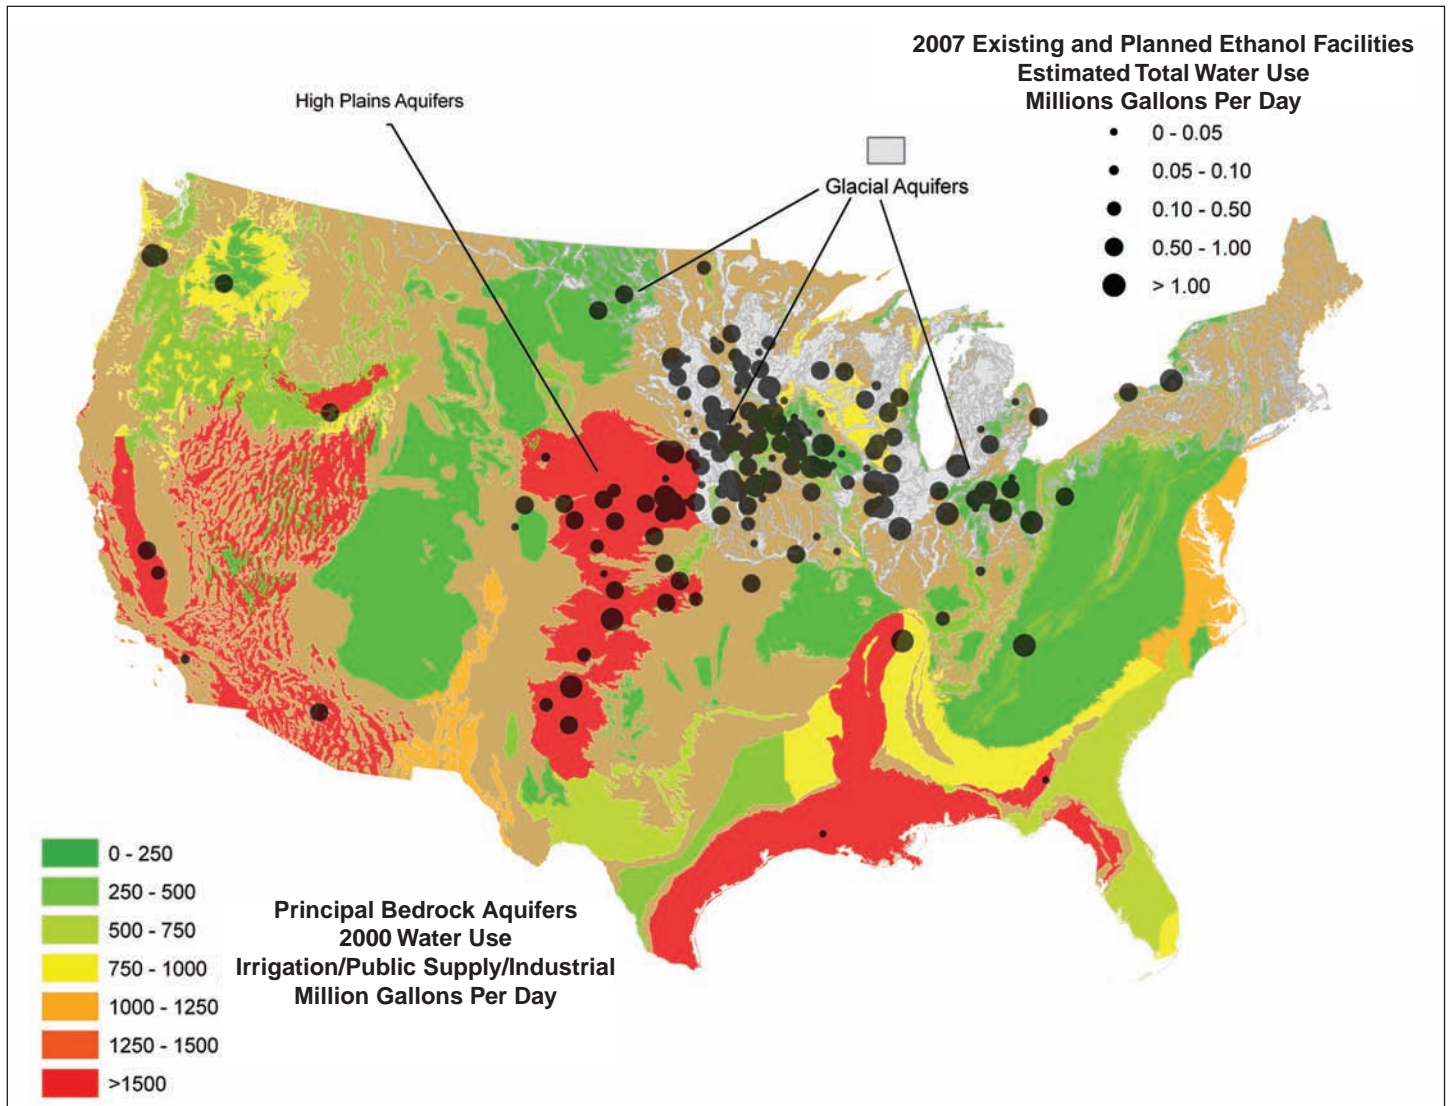 2007 Existing and Planned Ethanol Facilities
Estimated Total Water Use
Millions Gallons Per Day
0 - 0.05
0.05 - 0.10
0.10 - 0.50
0.50 - 1.00
> 1.00
High Plains Aquifers
Glacial Aquifers
0 - 250
250 - 500
500 - 750
750 - 1000
1000 - 1250
1250 - 1500
>1500
Principal Bedrock Aquifers
2000 Water Use
Irrigation/Public Supply/Industrial
Million Gallons Per Day